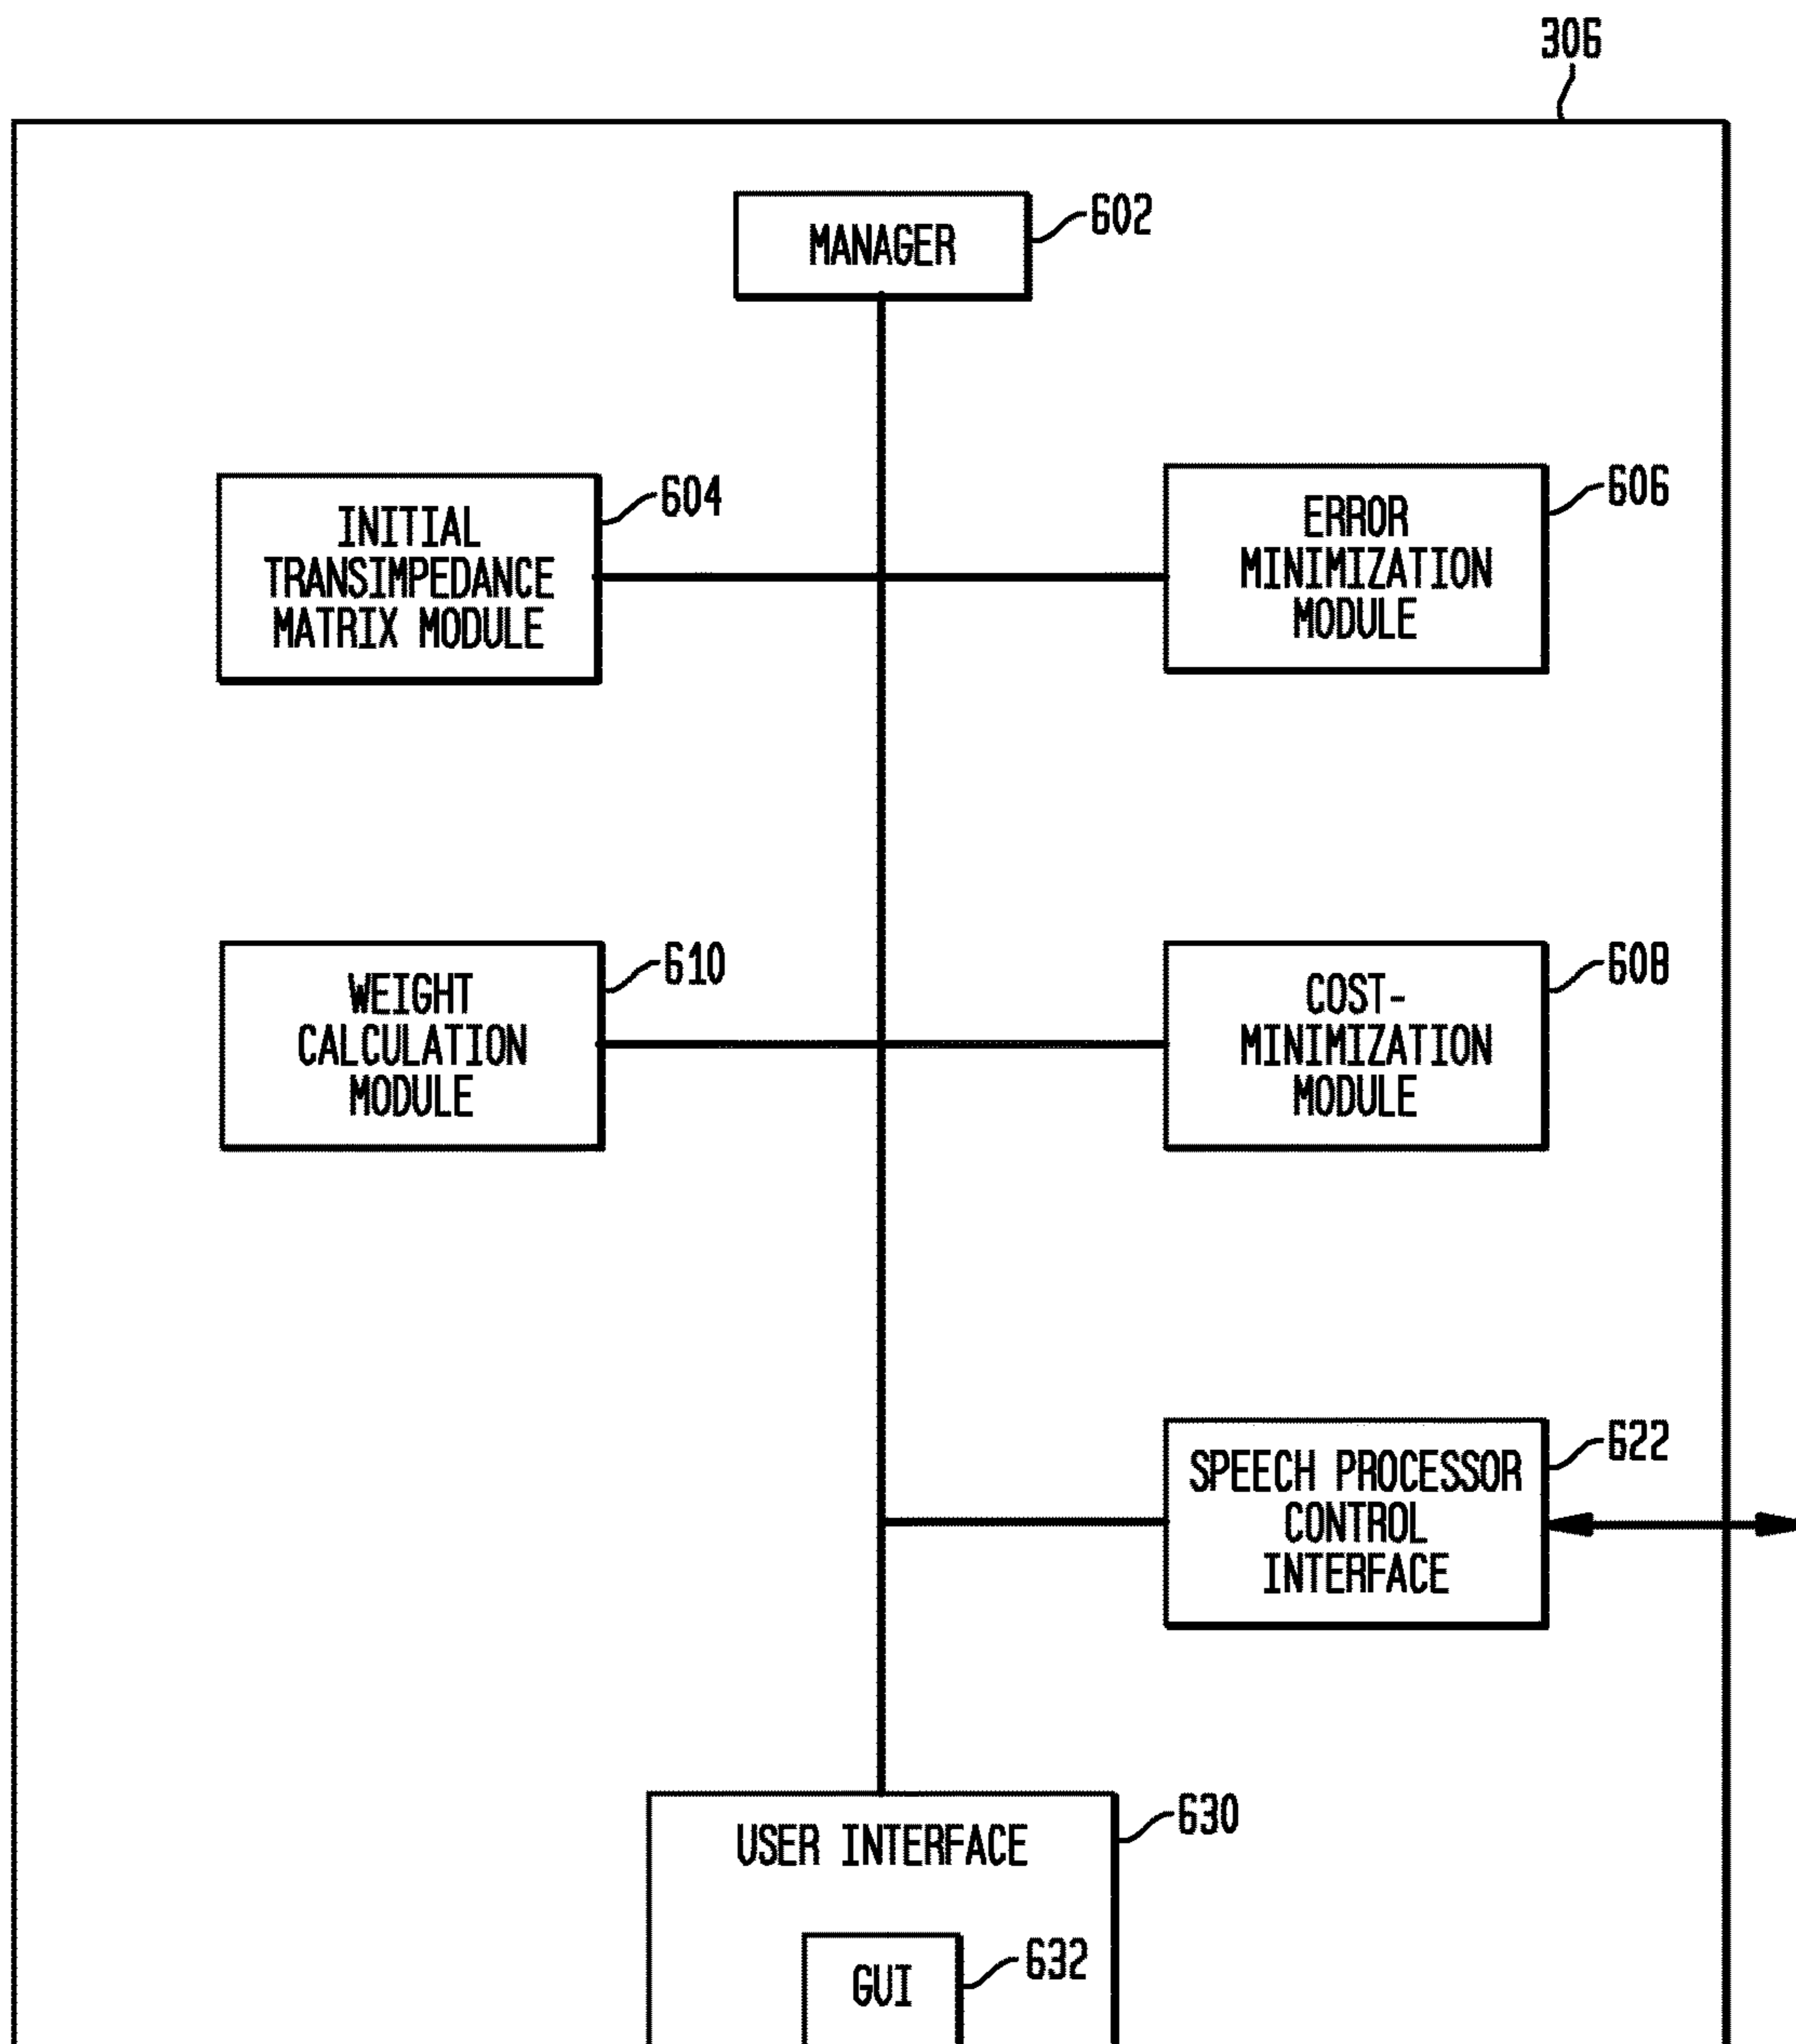 306
MANAGER
602
INITIAL
TRANSIMPEDANCE
MATRIX MODULE
604
ERROR
MINIMIZATION
MODULE
606
WEIGHT
CALCULATION
MODULE
610
COST-
MINIMIZATION
MODULE
608
SPEECH PROCESSOR
CONTROL
INTERFACE
622
USER INTERFACE
630
GUI
632